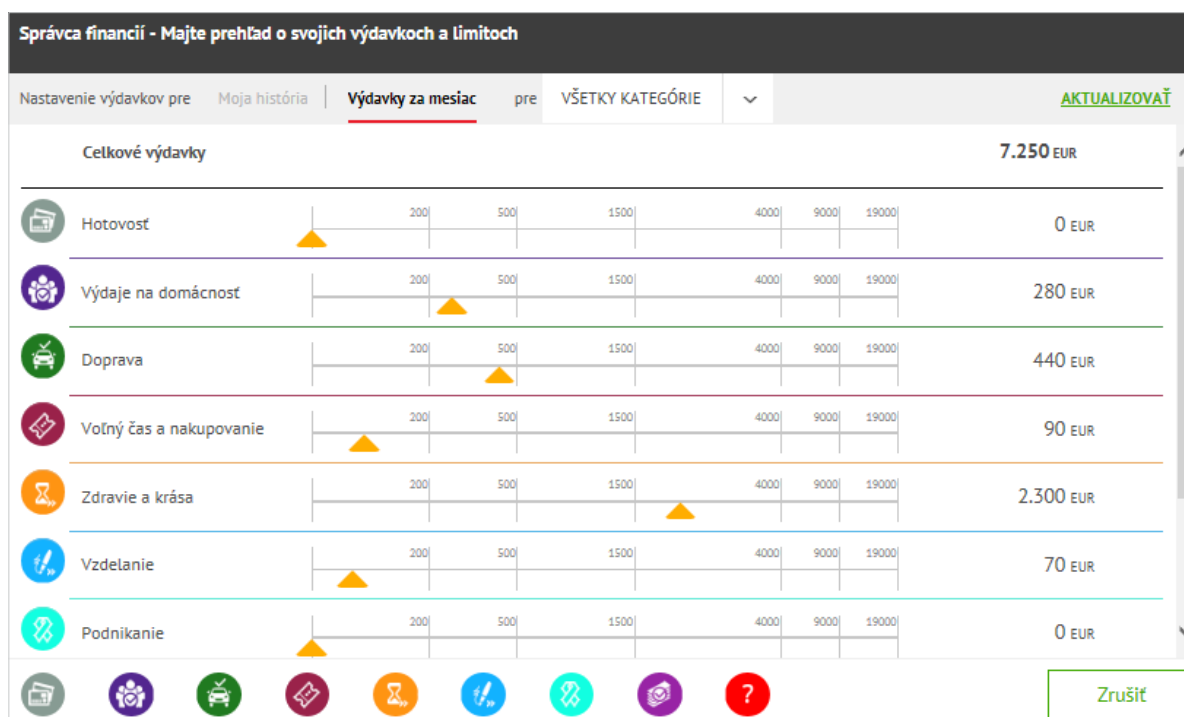 Správca financií - Majte prehľad o svojich výdavkoch a limitoch
Nastavenie výdavkov pre Moja história Výdavky za mesiac pre VŠETKY KATEGÓRIE AKTUALIZOVAŤ
Celkové výdavky 7.250 EUR
Hotovosť 200 500 1500 4000 9000 19000 0 EUR
Výdaje na domácnosť 200 500 1500 4000 9000 19000 280 EUR
Doprava 200 500 1500 4000 9000 19000 440 EUR
Voľný čas a nakupovanie 200 500 1500 4000 9000 19000 90 EUR
Zdravie a krása 200 500 1500 4000 9000 19000 2.300 EUR
Vzdelanie 200 500 1500 4000 9000 19000 70 EUR
Podnikanie 200 500 1500 4000 9000 19000 0 EUR
? Zrušiť